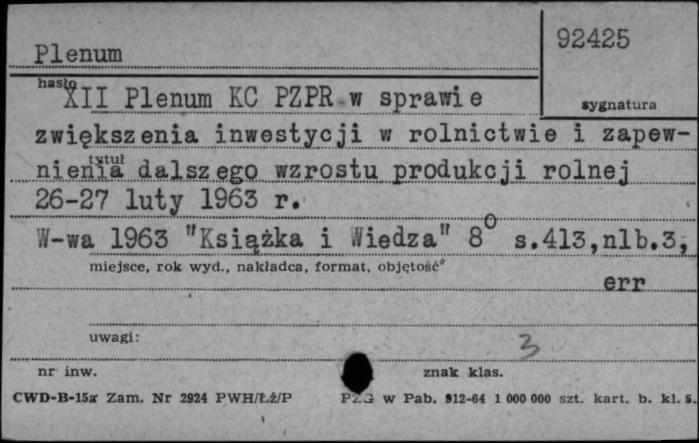 Plenum
92425
hasło
XII Plenum KC PZPR w sprawie
sygnatura
zwiększenia inwestycji w rolnictwie i zapew-
tytuł
nienia dalszego wzrostu produkcji rolnej
26-27 luty 1963 r.
W-wa 1963 "Książka i Wiedza" 8° s.413,nlb.3,
miejsce, rok wyd., nakładca, format, objętość
err
uwagi:
3
nr inw.
znak klas.
CWD-B-15a Zam. Nr 2924 PWH/Łż/P
PZG w Pab. 912-64 1 000 000 szt. kart. b. kl. 5.